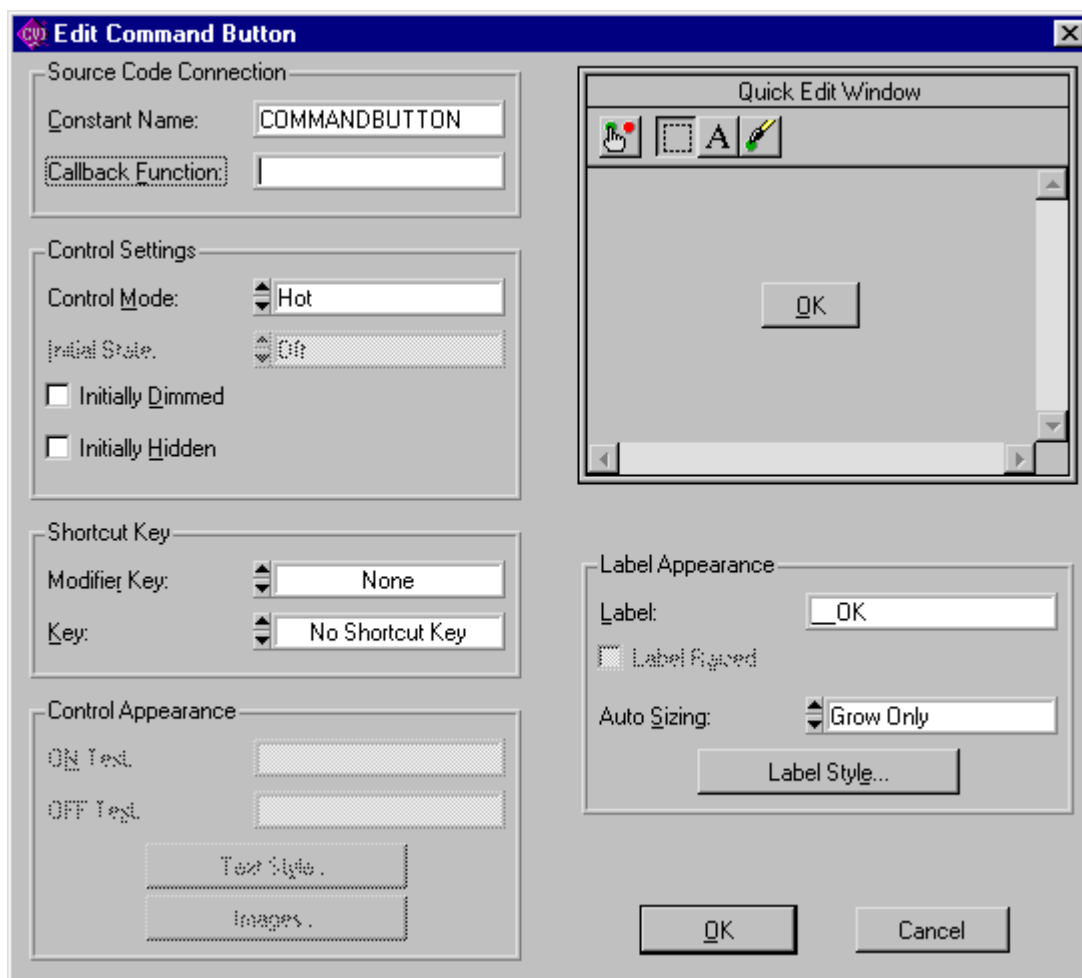 CVI Edit Command Button
Source Code Connection
Constant Name: COMMANDBUTTON
Callback Function:
Control Settings
Control Mode: Hot
Initial State: Off
Initially Dimmed
Initially Hidden
Shortcut Key
Modifier Key: None
Key: No Shortcut Key
Control Appearance
ON Text:
OFF Text:
Text Style...
Images...
Quick Edit Window
A
OK
Label Appearance
Label: __OK
Label Raised
Auto Sizing: Grow Only
Label Style...
OK Cancel